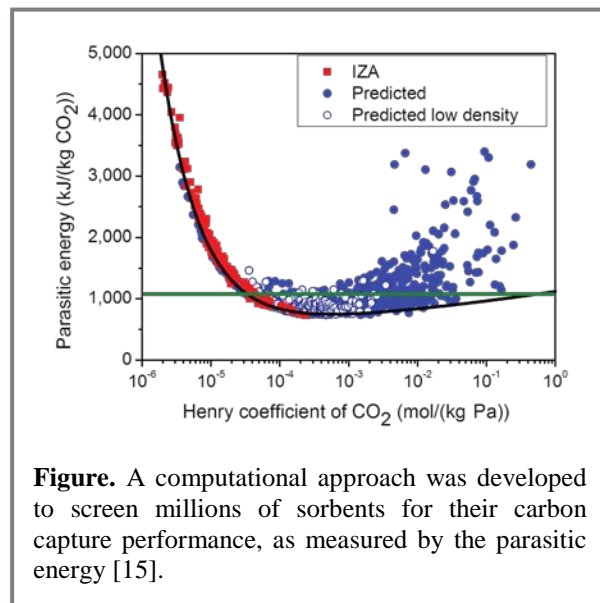 5,000
4,000
3,000
2,000
1,000
0
Parasitic energy (kJ/(kg CO2))
IZA
Predicted
Predicted low density
10-6
10-5
10-4
10-3
10-2
10-1
100
Henry coefficient of CO2 (mol/(kg Pa))
Figure. A computational approach was developed
to screen millions of sorbents for their carbon
capture performance, as measured by the parasitic
energy [15].